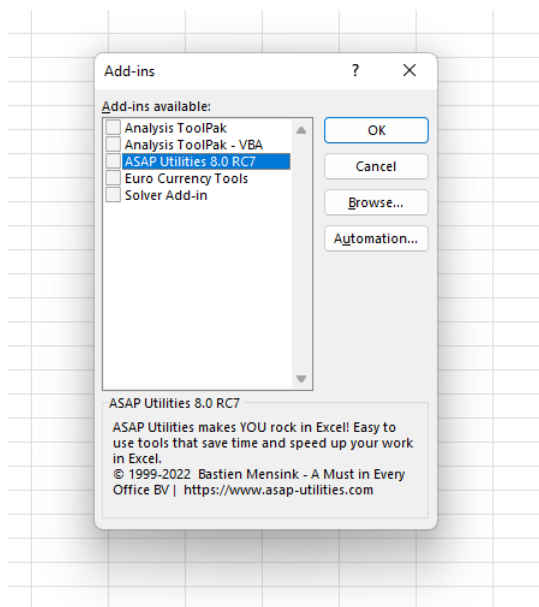 Add-ins ? ×
Add-ins available:
Analysis ToolPak
Analysis ToolPak - VBA
ASAP Utilities 8.0 RC7
Euro Currency Tools
Solver Add-in
OK
Cancel
Browse...
Automation...
ASAP Utilities 8.0 RC7
ASAP Utilities makes YOU rock in Excel! Easy to
use tools that save time and speed up your work
in Excel.
© 1999-2022 Bastien Mensink - A Must in Every
Office BV | https://www.asap-utilities.com